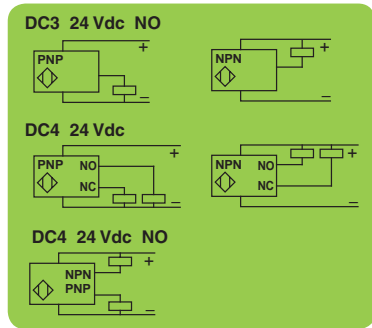 DC3 24 Vdc NO
+
PNP
–
NPN
+
–
DC4 24 Vdc
+
PNP NO
NC
–
NPN NO
+
NC
–
DC4 24 Vdc NO
+
NPN
PNP
–